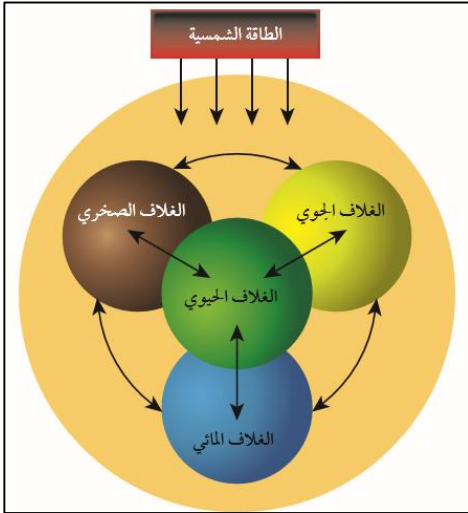 الطاقة الشمسية
الغلاف الجوي
الغلاف الصخري
الغلاف الحيوي
الغلاف المائي